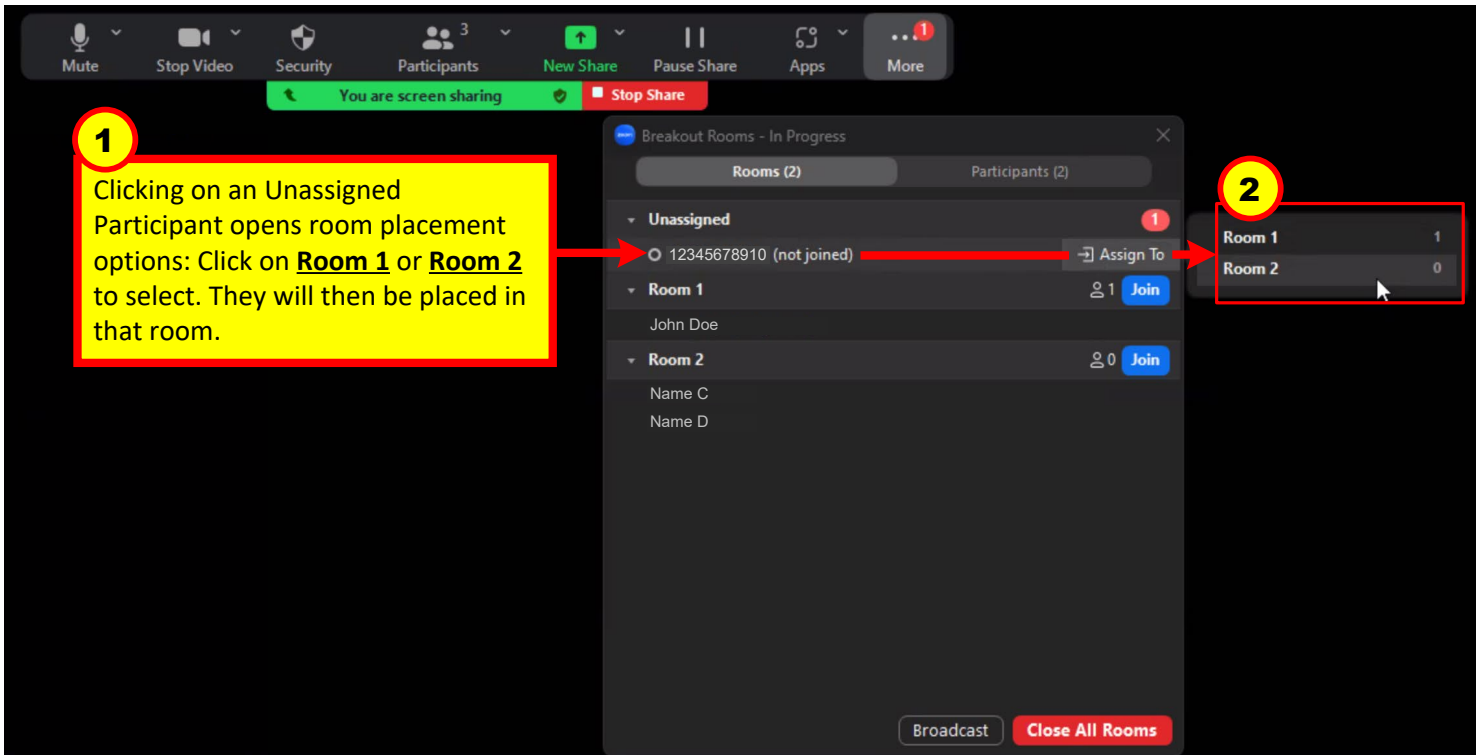 3
1
Mute
Stop Video
Security
Participants
New Share
Pause Share
Apps
More
You are screen sharing
Stop Share
1
Clicking on an Unassigned
Participant opens room placement
options: Click on Room 1 or Room 2
to select. They will then be placed in
that room.
Breakout Rooms - In Progress
Rooms (2)
Participants (2)
Unassigned
1
12345678910 (not joined)
Assign To
Room 1
1
Join
John Doe
Room 2
0
Join
Name C
Name D
Broadcast
Close All Rooms
2
Room 1
1
Room 2
0